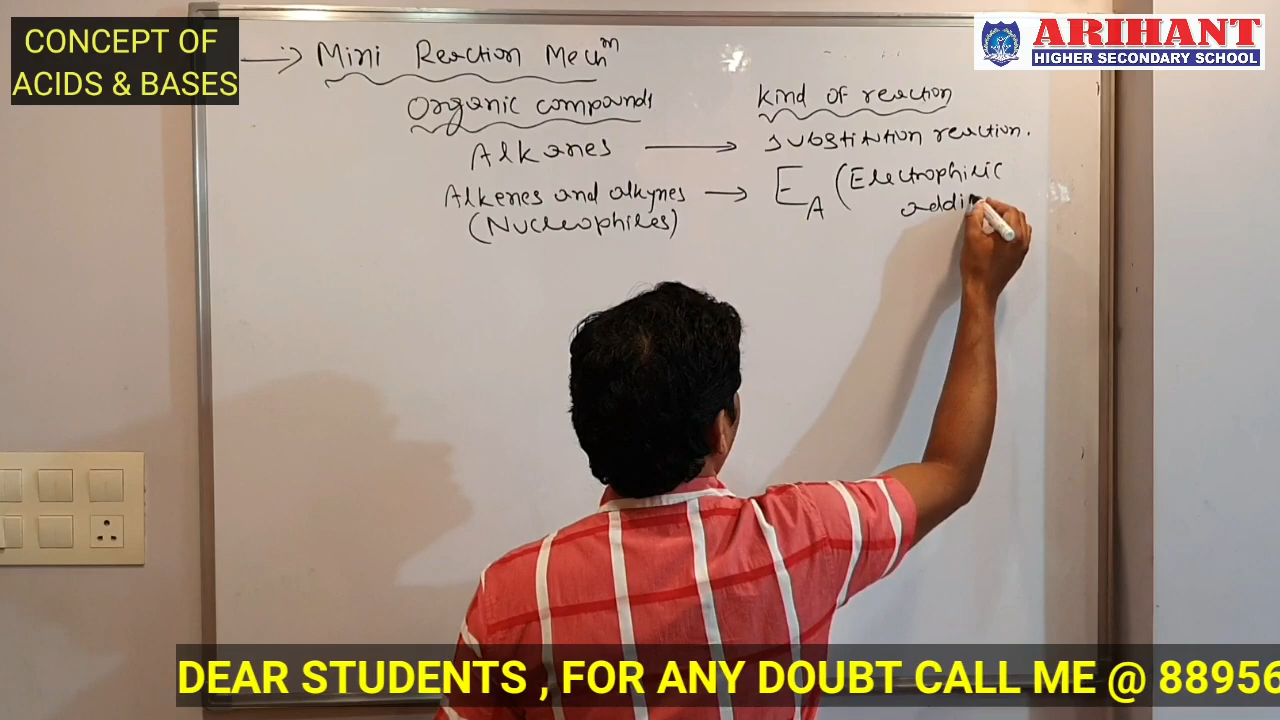 CONCEPT OF
ACIDS & BASES
ARIHANT
HIGHER SECONDARY SCHOOL
→ Mini Reaction Mechⁿ
Organic compounds
Kind of reaction
Alkanes → substitution reaction.
Alkenes and alkynes → E_A (Electrophilic
(Nucleophiles)
addi
DEAR STUDENTS , FOR ANY DOUBT CALL ME @ 88956